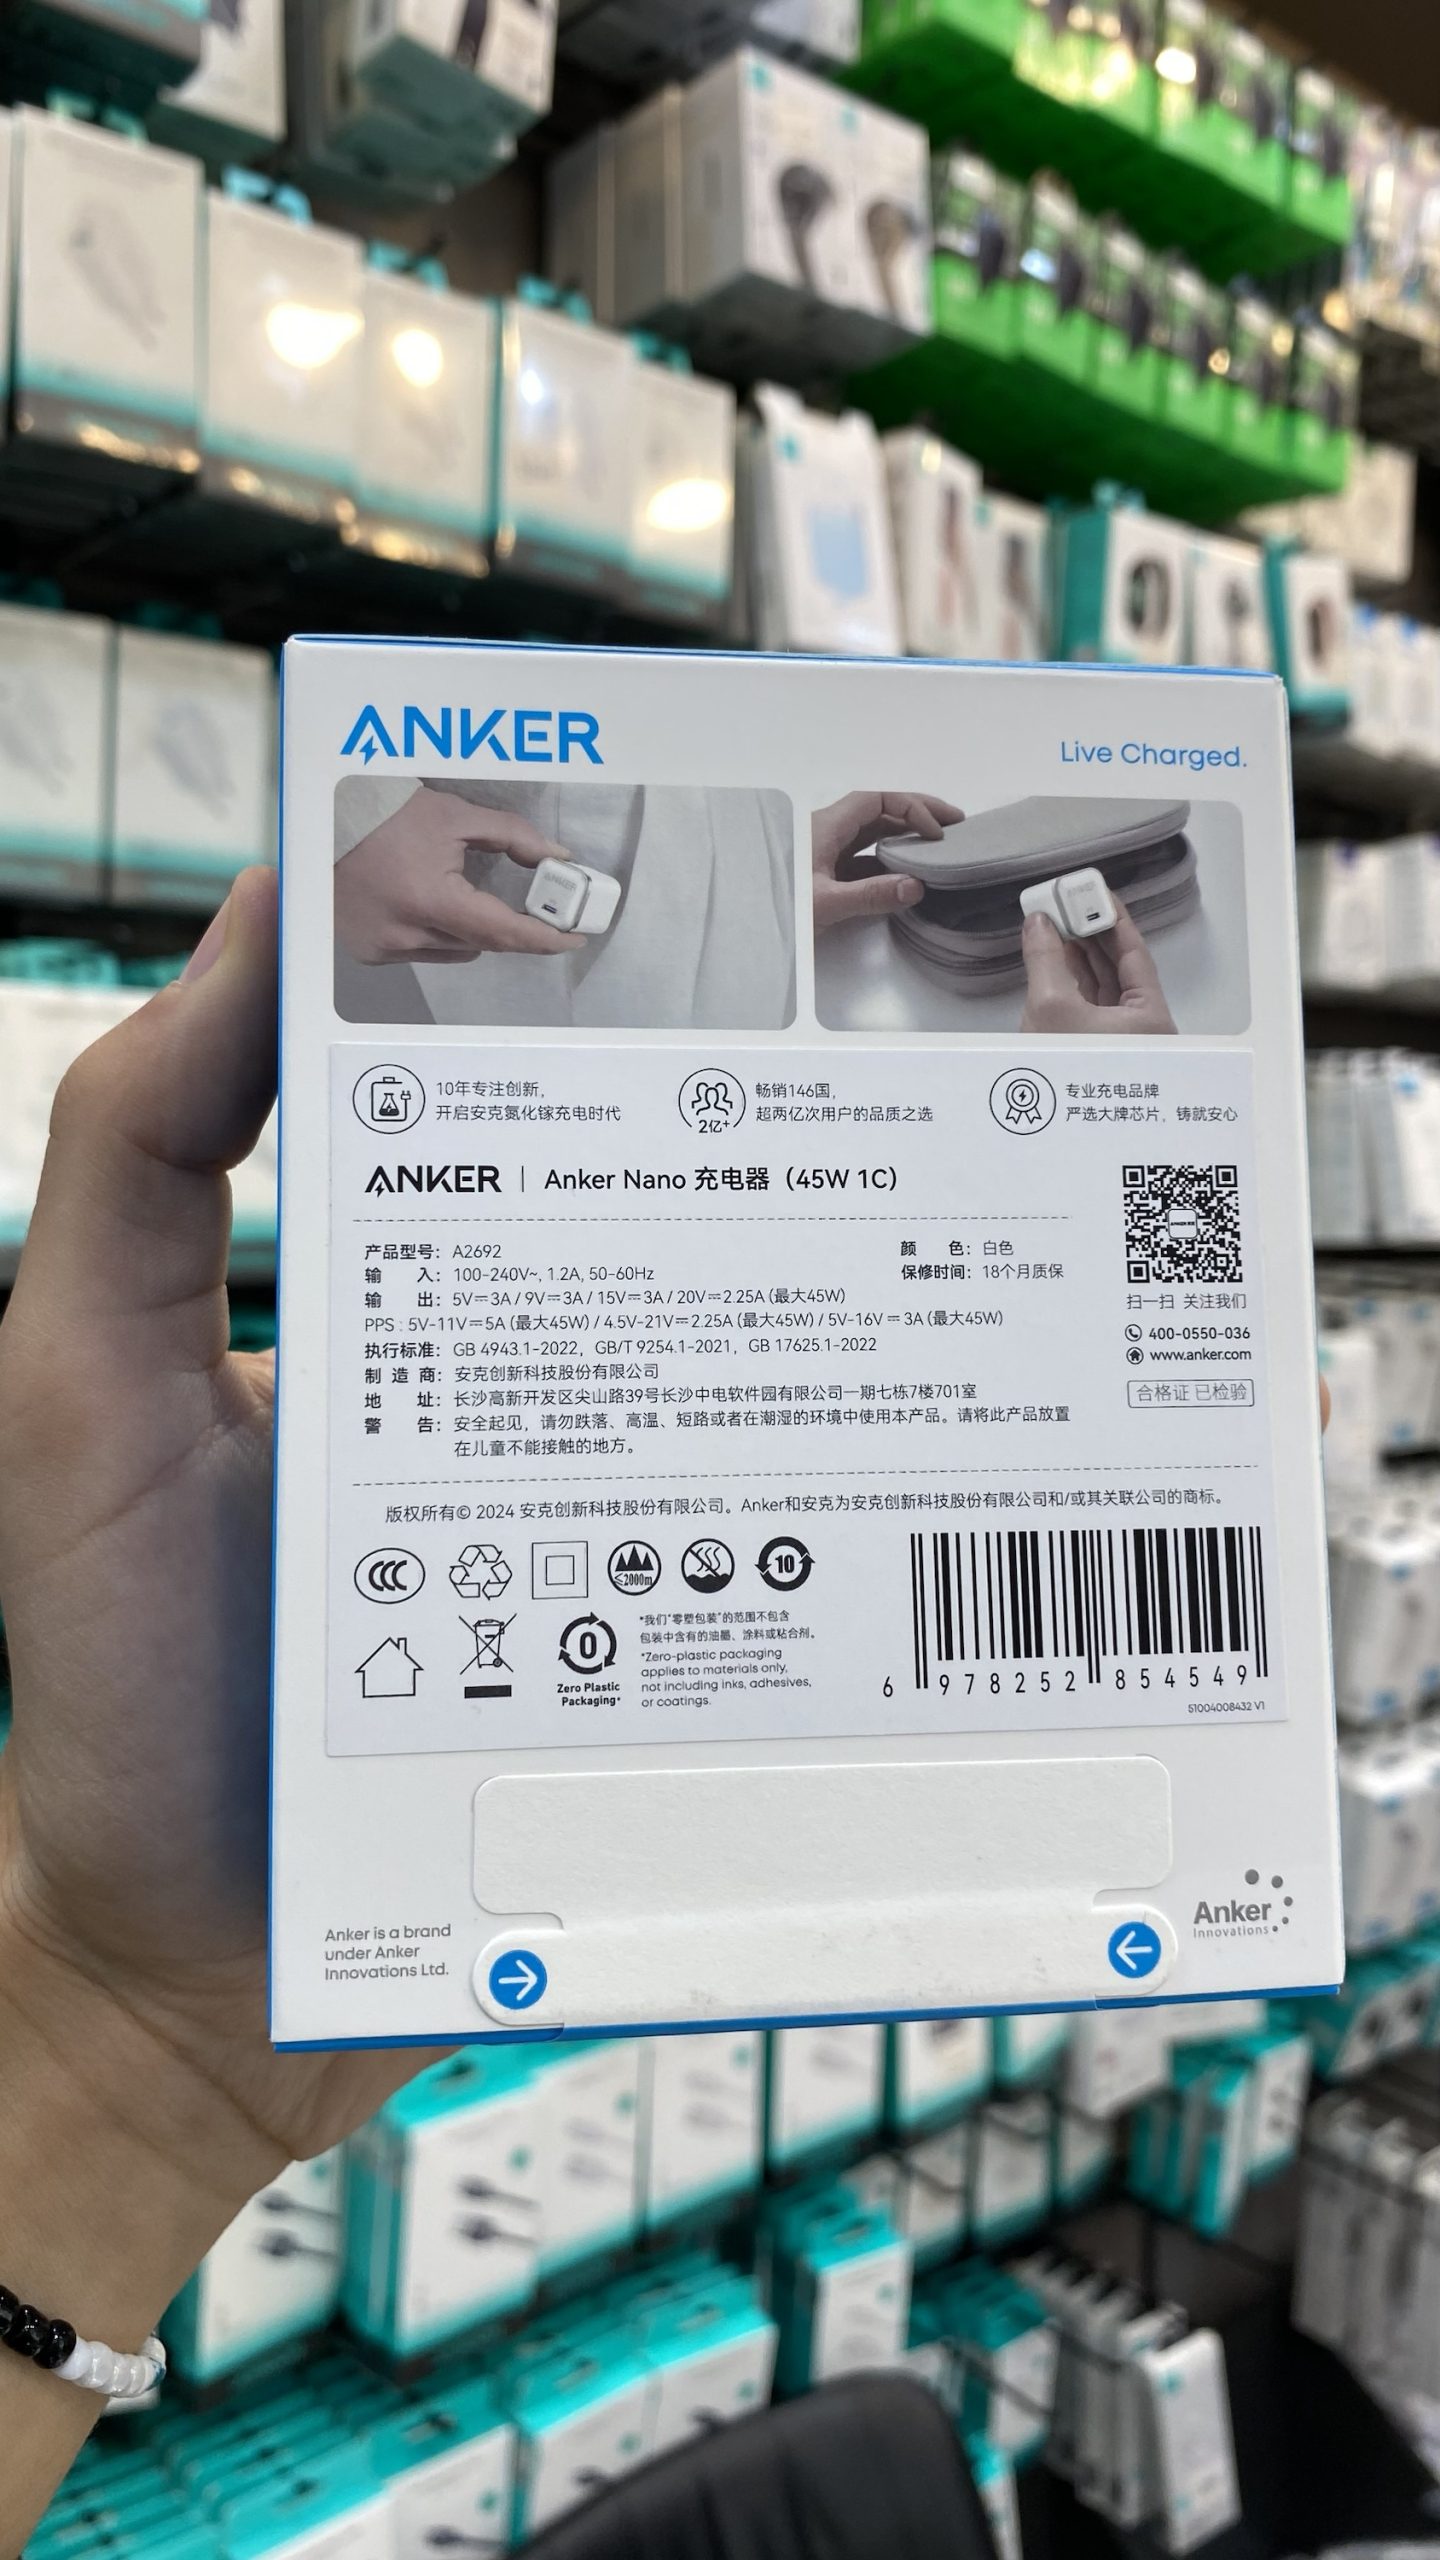 ANKER
Live Charged.
ANKER
ANKER
10年专注创新,
开启安克氮化镓充电时代
2亿+
畅销146国,
超两亿次用户的品质之选
专业充电品牌
严选大牌芯片, 铸就安心
ANKER | Anker Nano 充电器 (45W 1C)
产品型号: A2692
颜 色: 白色
输 入: 100-240V~, 1.2A, 50-60Hz
保修时间: 18个月质保
输 出: 5V⎓3A / 9V⎓3A / 15V⎓3A / 20V⎓2.25A (最大45W)
PPS : 5V-11V⎓5A (最大45W) / 4.5V-21V⎓2.25A (最大45W) / 5V-16V⎓3A (最大45W)
执行标准: GB 4943.1-2022, GB/T 9254.1-2021, GB 17625.1-2022
制 造 商: 安克创新科技股份有限公司
地 址: 长沙高新开发区尖山路39号长沙中电软件园有限公司一期七栋7楼701室
警 告: 安全起见, 请勿跌落、高温、短路或者在潮湿的环境中使用本产品。请将此产品放置
在儿童不能接触的地方。
扫一扫 关注我们
400-0550-036
www.anker.com
合格证 已检验
版权所有© 2024 安克创新科技股份有限公司。Anker和安克为安克创新科技股份有限公司和/或其关联公司的商标。
CCC
≤2000m
10
0
Zero Plastic
Packaging*
*我们"零塑包装"的范围不包含
包装中含有的油墨、涂料或粘合剂。
*Zero-plastic packaging
applies to materials only,
not including inks, adhesives,
or coatings.
6 978252 854549
51004008432 V1
Anker is a brand
under Anker
Innovations Ltd.
Anker
Innovations